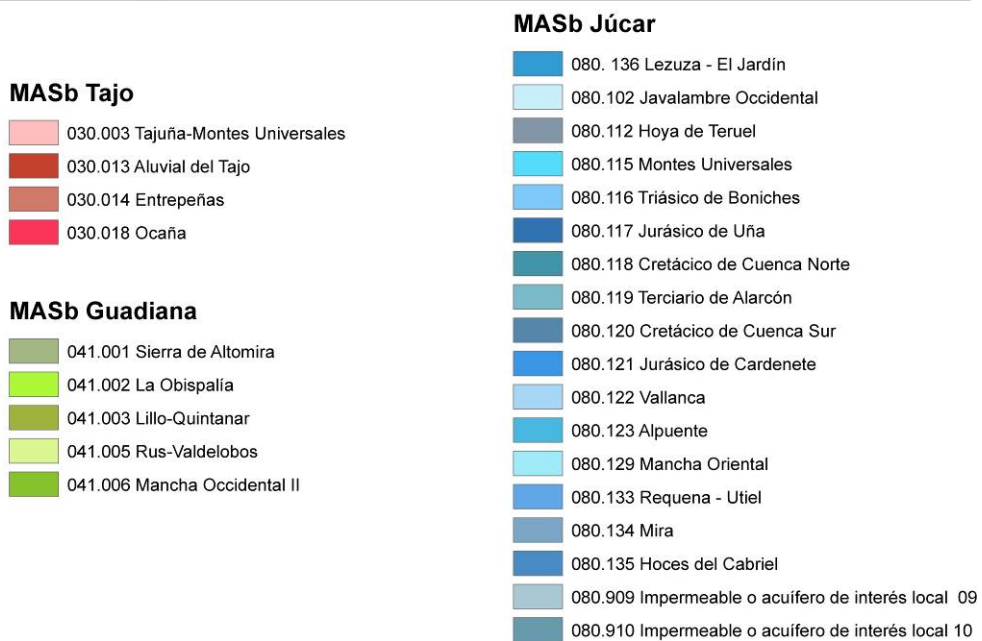 MASb Tajo
030.003 Tajuña-Montes Universales
030.013 Aluvial del Tajo
030.014 Entrepeñas
030.018 Ocaña
MASb Guadiana
041.001 Sierra de Altomira
041.002 La Obispalía
041.003 Lillo-Quintanar
041.005 Rus-Valdelobos
041.006 Mancha Occidental II
MASb Júcar
080. 136 Lezuza - El Jardín
080.102 Javalambre Occidental
080.112 Hoya de Teruel
080.115 Montes Universales
080.116 Triásico de Boniches
080.117 Jurásico de Uña
080.118 Cretácico de Cuenca Norte
080.119 Terciario de Alarcón
080.120 Cretácico de Cuenca Sur
080.121 Jurásico de Cardenete
080.122 Vallanca
080.123 Alpuente
080.129 Mancha Oriental
080.133 Requena - Utiel
080.134 Mira
080.135 Hoces del Cabriel
080.909 Impermeable o acuífero de interés local 09
080.910 Impermeable o acuífero de interés local 10